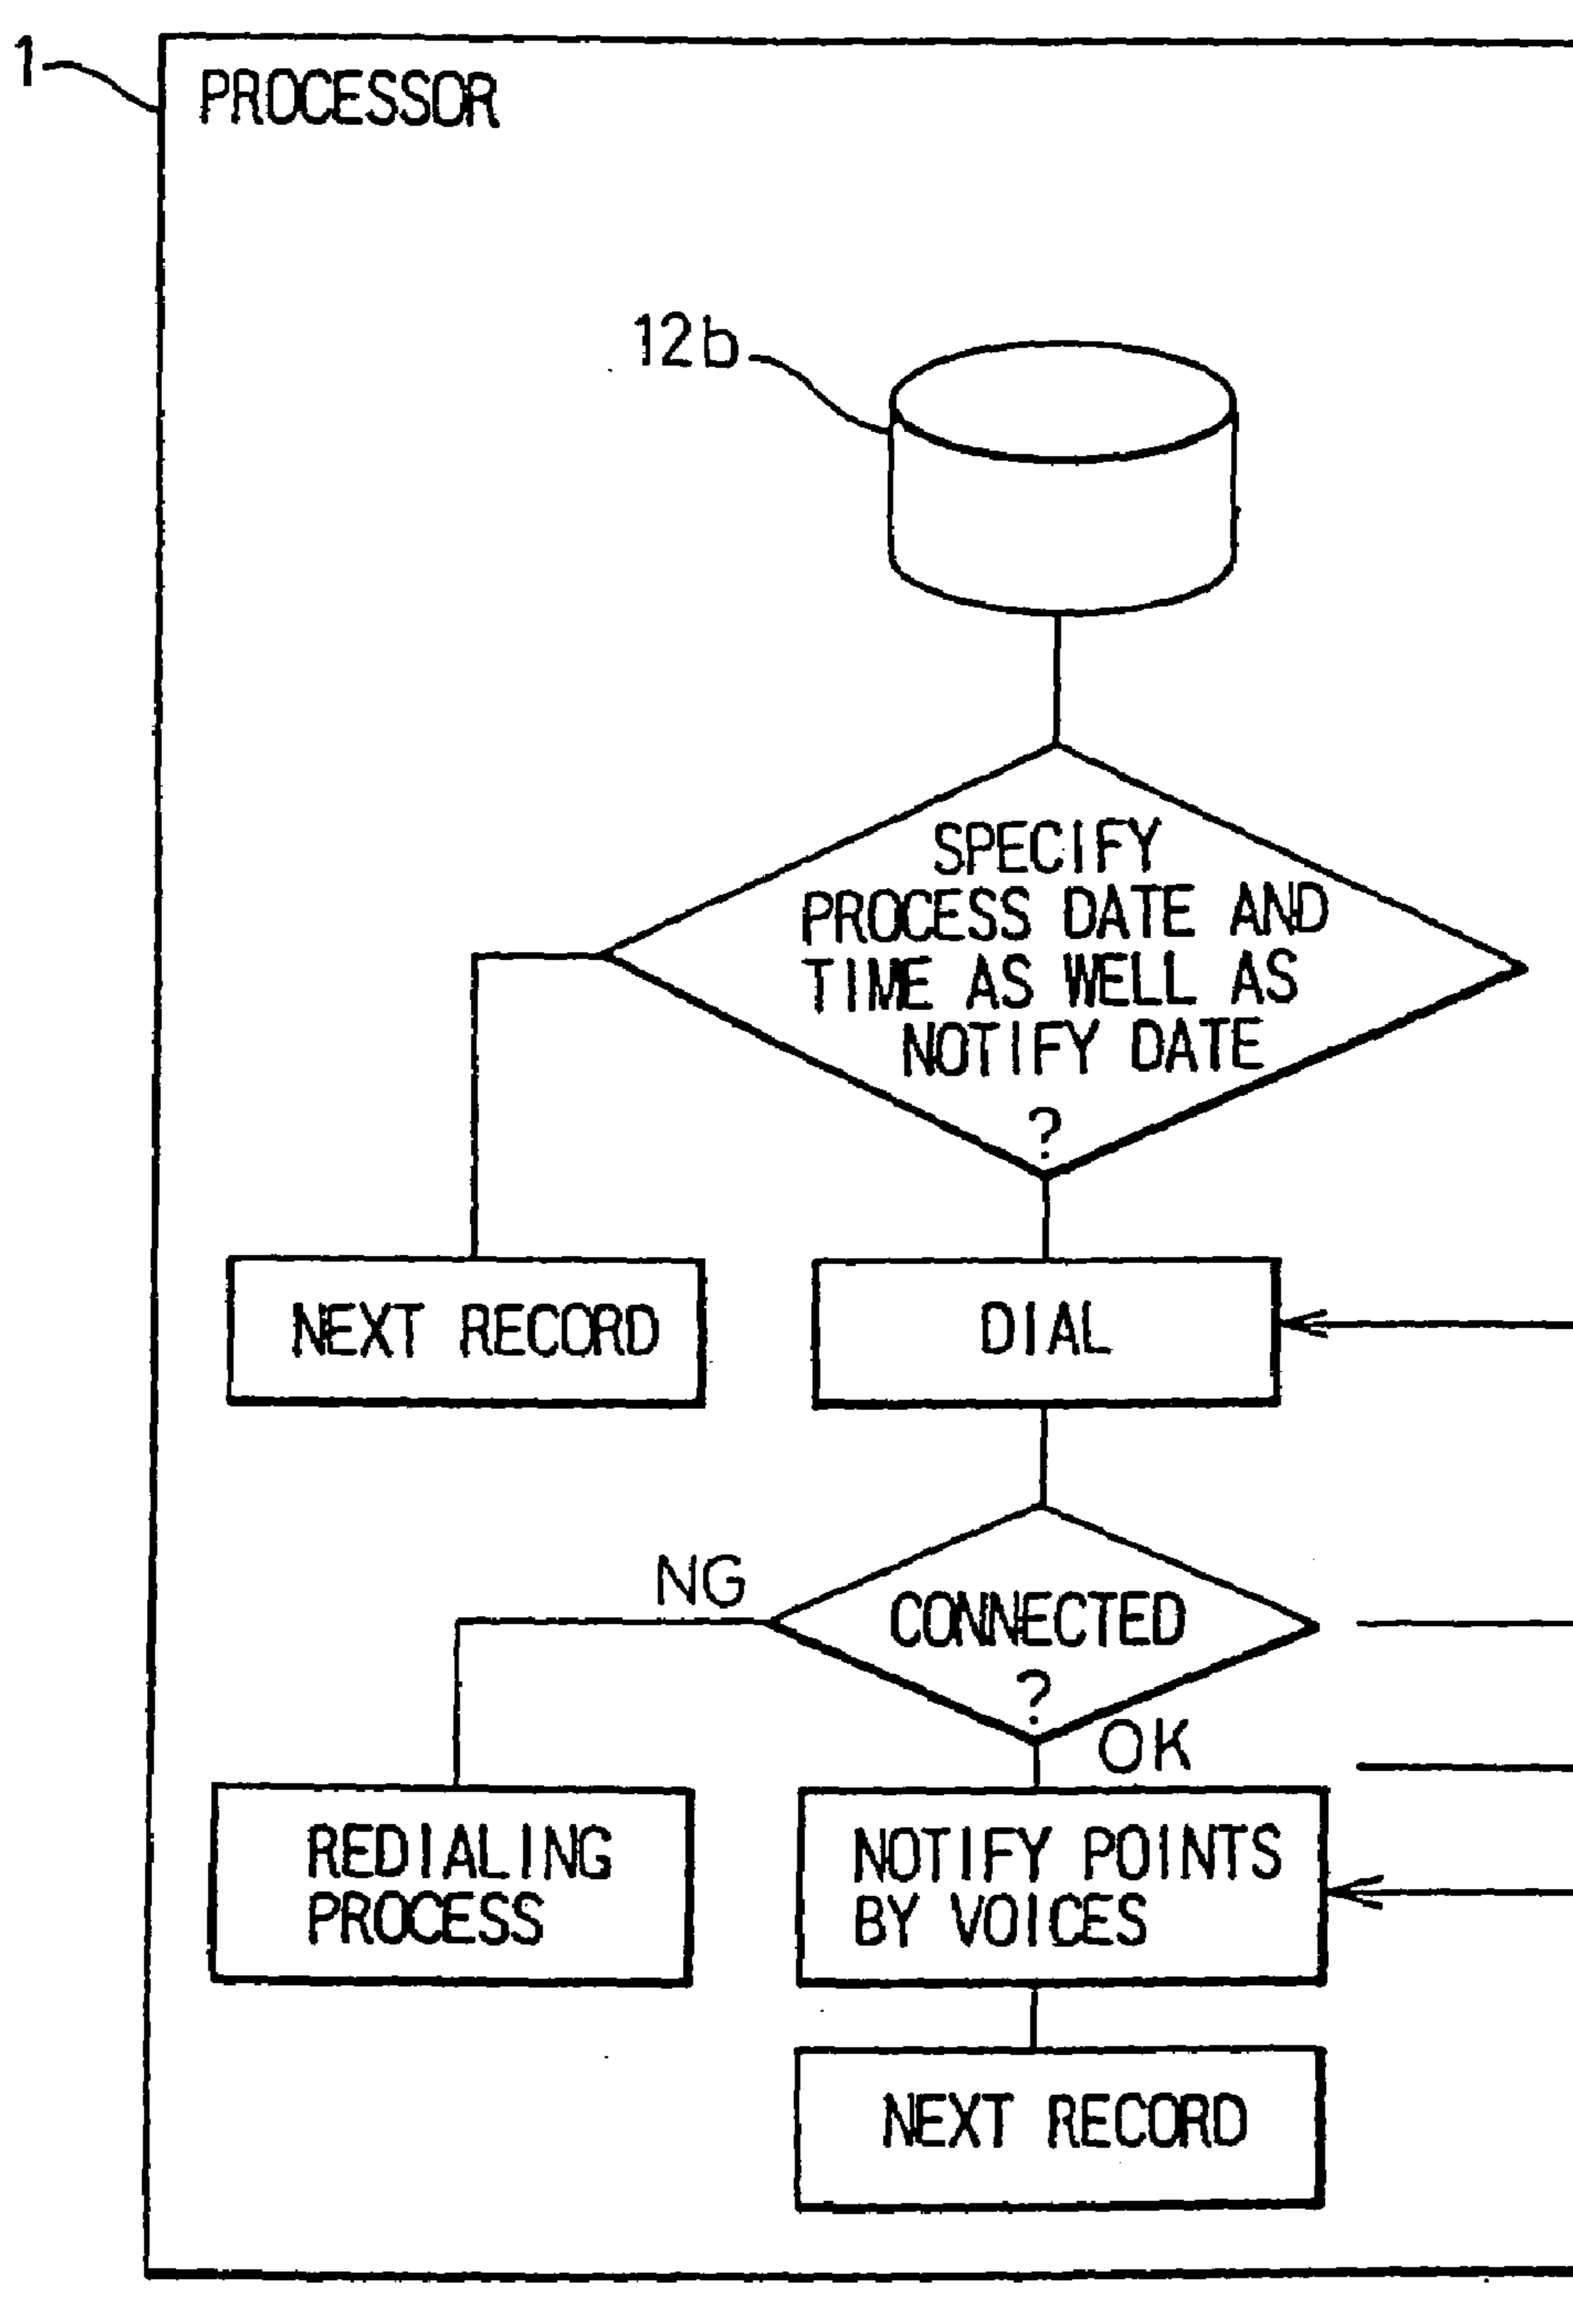 1
PROCESSOR
12b
SPECIFY
PROCESS DATE AND
TIME AS WELL AS
NOTIFY DATE
?
NEXT RECORD
DIAL
NG
CONNECTED
?
OK
REDIALING
PROCESS
NOTIFY POINTS
BY VOICES
NEXT RECORD